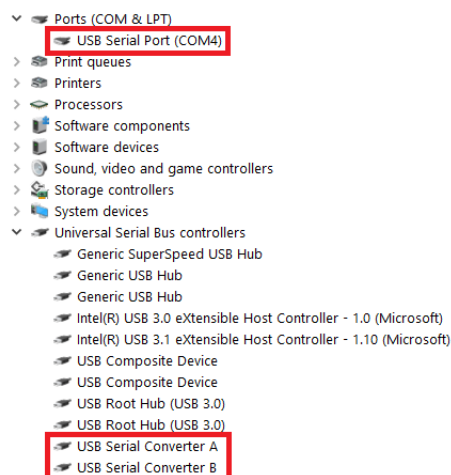 Ports (COM & LPT)
USB Serial Port (COM4)
Print queues
Printers
Processors
Software components
Software devices
Sound, video and game controllers
Storage controllers
System devices
Universal Serial Bus controllers
Generic SuperSpeed USB Hub
Generic USB Hub
Generic USB Hub
Intel(R) USB 3.0 eXtensible Host Controller - 1.0 (Microsoft)
Intel(R) USB 3.1 eXtensible Host Controller - 1.10 (Microsoft)
USB Composite Device
USB Composite Device
USB Root Hub (USB 3.0)
USB Root Hub (USB 3.0)
USB Serial Converter A
USB Serial Converter B